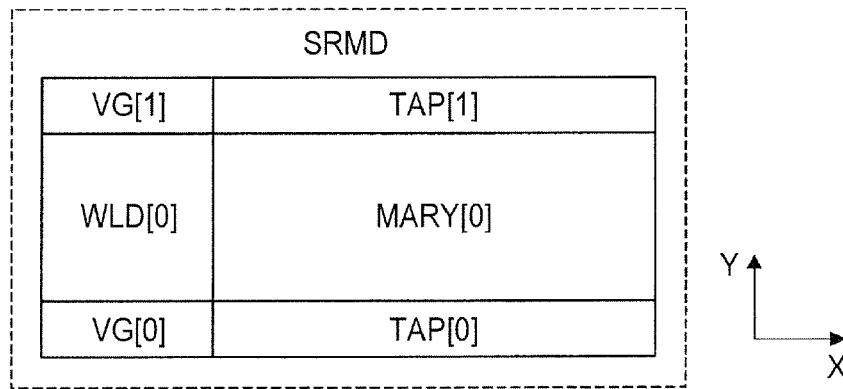 SRMD
VG[1] TAP[1]
WLD[0] MARY[0]
VG[0] TAP[0]
Y
X